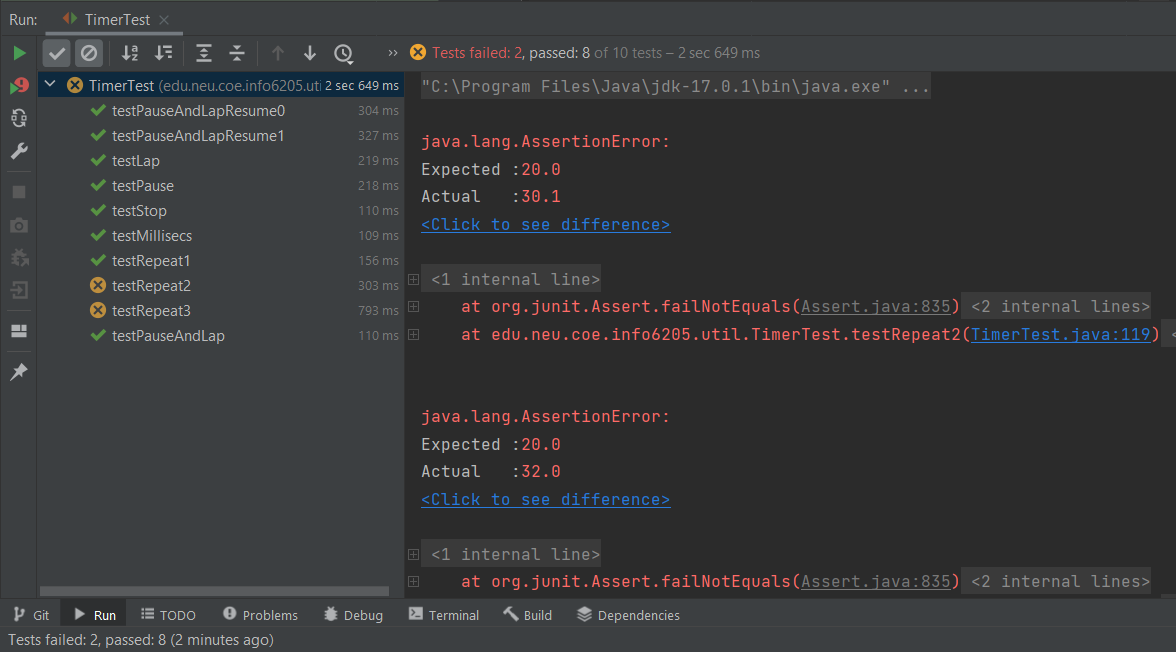 Run: TimerTest
Tests failed: 2, passed: 8 of 10 tests – 2 sec 649 ms
TimerTest (edu.neu.coe.info6205.uti 2 sec 649 ms
testPauseAndLapResume0 304 ms
testPauseAndLapResume1 327 ms
testLap 219 ms
testPause 218 ms
testStop 110 ms
testMillisecs 109 ms
testRepeat1 156 ms
testRepeat2 303 ms
testRepeat3 793 ms
testPauseAndLap 110 ms
"C:\Program Files\Java\jdk-17.0.1\bin\java.exe" ...
java.lang.AssertionError:
Expected :20.0
Actual   :30.1
<Click to see difference>
<1 internal line>
at org.junit.Assert.failNotEquals(Assert.java:835) <2 internal lines>
at edu.neu.coe.info6205.util.TimerTest.testRepeat2(TimerTest.java:119) <
java.lang.AssertionError:
Expected :20.0
Actual   :32.0
<Click to see difference>
<1 internal line>
at org.junit.Assert.failNotEquals(Assert.java:835) <2 internal lines>
Git Run TODO Problems Debug Terminal Build Dependencies
Tests failed: 2, passed: 8 (2 minutes ago)